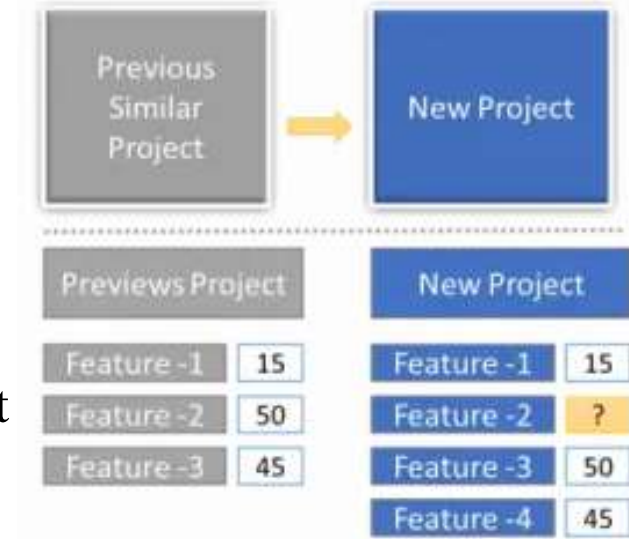 Previous
Similar
Project
New Project
Previews Project
Feature -1 15
Feature -2 50
Feature -3 45
New Project
Feature -1 15
Feature -2 ?
Feature -3 50
Feature -4 45
t